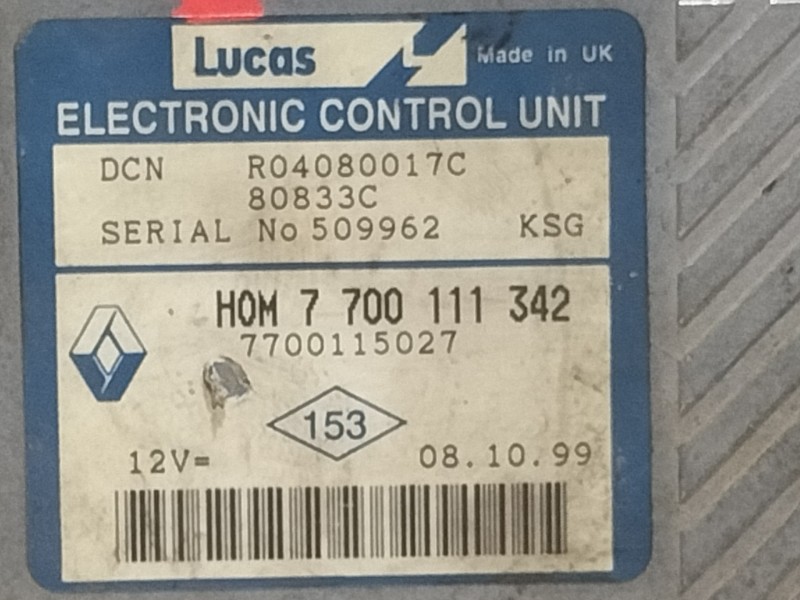 Lucas
Made in UK
ELECTRONIC CONTROL UNIT
DCN R04080017C
80833C
SERIAL No 509962 KSG
HOM 7 700 111 342
7700115027
153
12V= 08.10.99